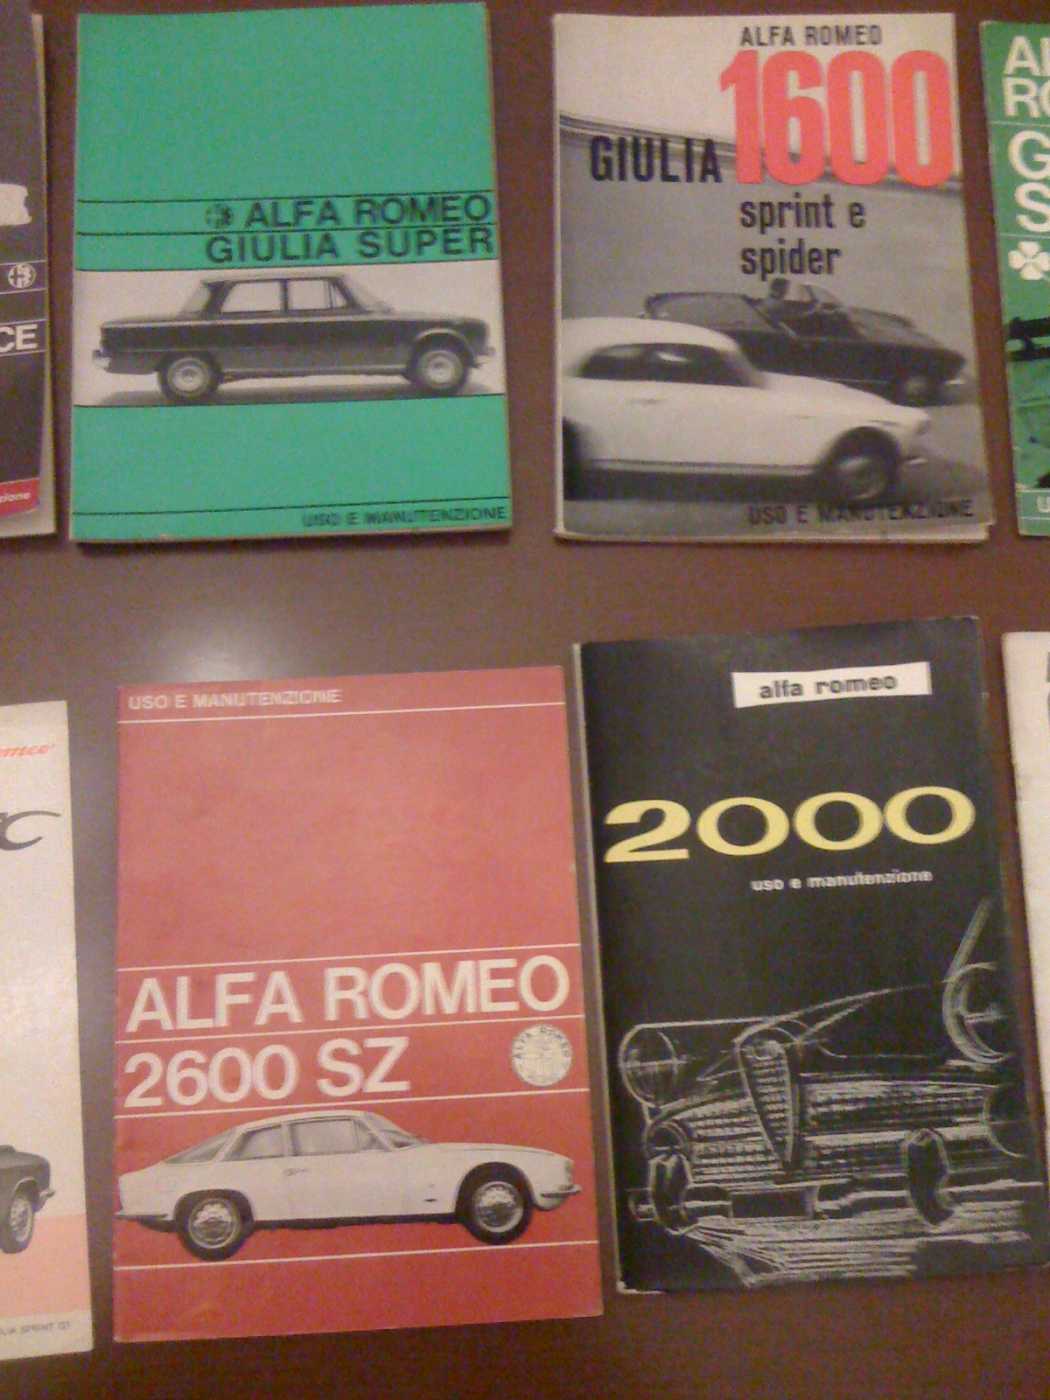 CE
ALFA ROMEO
GIULIA SUPER
USO E MANUTENZIONE
ALFA ROMEO
1600
GIULIA
sprint e
spider
USO E MANUTENZIONE
USO E MANUTENZIONE
ALFA ROMEO
2600 SZ
alfa romeo
2000
uso e manutenzione